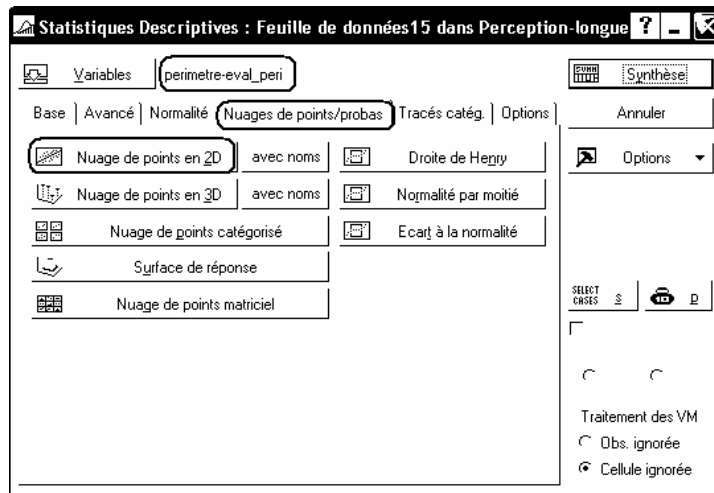 Statistiques Descriptives : Feuille de données15 dans Perception-longue ? _ X
Variables perimetre-eval_peri
Synthèse
Base Avancé Normalité Nuages de points/probas Tracés catég. Options
Annuler
Nuage de points en 2D avec noms Droite de Henry
Options
Nuage de points en 3D avec noms Normalité par moitié
Nuage de points catégorisé Ecart à la normalité
Surface de réponse
Nuage de points matriciel
SELECT CASES S D
Traitement des VM
Obs. ignorée
Cellule ignorée